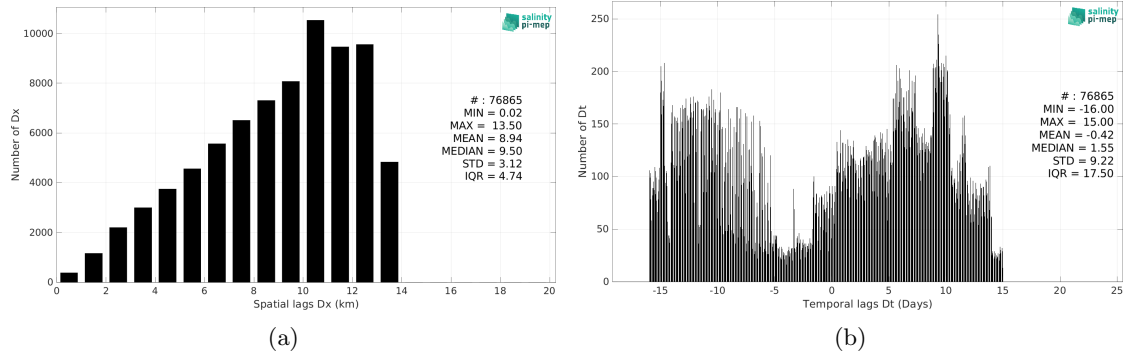 salinity
pi-mep
10000
8000
6000
4000
2000
0
Number of Dx
# : 76865
MIN = 0.02
MAX = 13.50
MEAN = 8.94
MEDIAN = 9.50
STD = 3.12
IQR = 4.74
0 2 4 6 8 10 12 14 16 18 20
Spatial lags Dx (km)
(a)
salinity
pi-mep
250
200
150
100
50
0
Number of Dt
# : 76865
MIN = -16.00
MAX = 15.00
MEAN = -0.42
MEDIAN = 1.55
STD = 9.22
IQR = 17.50
-15 -10 -5 0 5 10 15 20 25
Temporal lags Dt (Days)
(b)